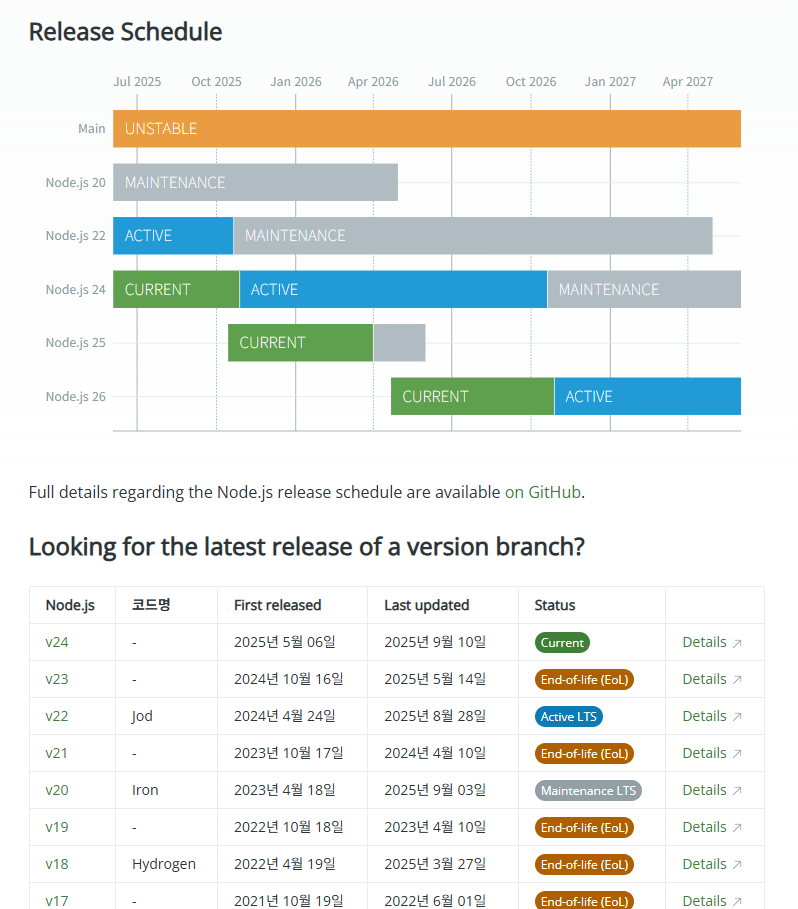 Release Schedule
Jul 2025 Oct 2025 Jan 2026 Apr 2026 Jul 2026 Oct 2026 Jan 2027 Apr 2027
Main UNSTABLE
Node.js 20 MAINTENANCE
Node.js 22 ACTIVE MAINTENANCE
Node.js 24 CURRENT ACTIVE MAINTENANCE
Node.js 25 CURRENT
Node.js 26 CURRENT ACTIVE
Full details regarding the Node.js release schedule are available on GitHub.
Looking for the latest release of a version branch?
Node.js 코드명 First released Last updated Status
v24 - 2025년 5월 06일 2025년 9월 10일 Current Details ↗
v23 - 2024년 10월 16일 2025년 5월 14일 End-of-life (EoL) Details ↗
v22 Jod 2024년 4월 24일 2025년 8월 28일 Active LTS Details ↗
v21 - 2023년 10월 17일 2024년 4월 10일 End-of-life (EoL) Details ↗
v20 Iron 2023년 4월 18일 2025년 9월 03일 Maintenance LTS Details ↗
v19 - 2022년 10월 18일 2023년 4월 10일 End-of-life (EoL) Details ↗
v18 Hydrogen 2022년 4월 19일 2025년 3월 27일 End-of-life (EoL) Details ↗
v17 - 2021년 10월 19일 2022년 6월 01일 End-of-life (EoL) Details ↗